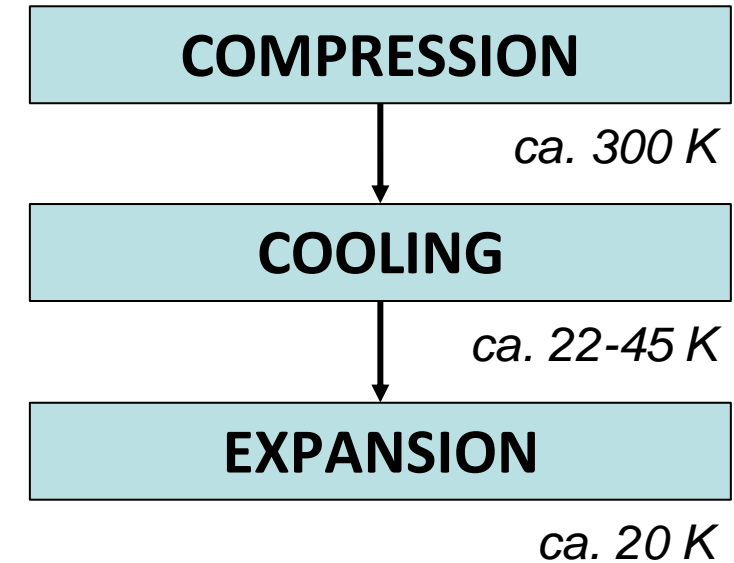 COMPRESSION
ca. 300 K
COOLING
ca. 22-45 K
EXPANSION
ca. 20 K